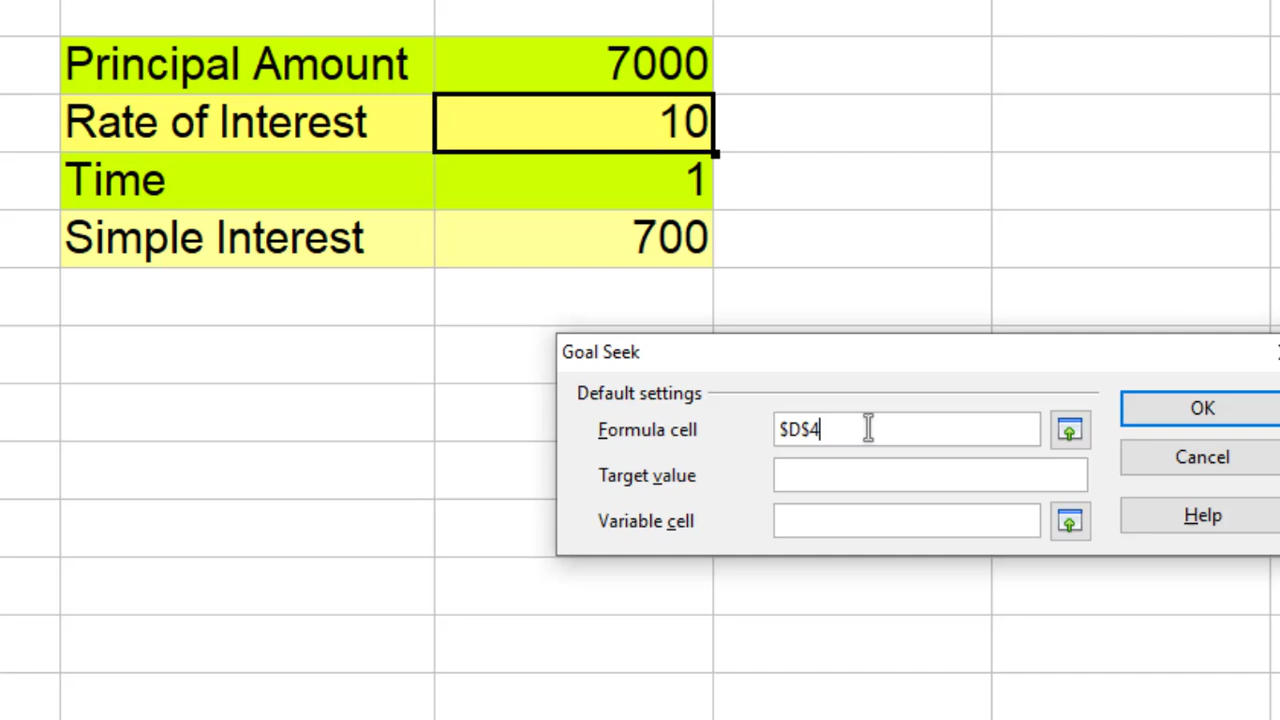 Principal Amount 7000
Rate of Interest 10
Time 1
Simple Interest 700
Goal Seek
Default settings
Formula cell $D$4 OK
Target value Cancel
Variable cell Help